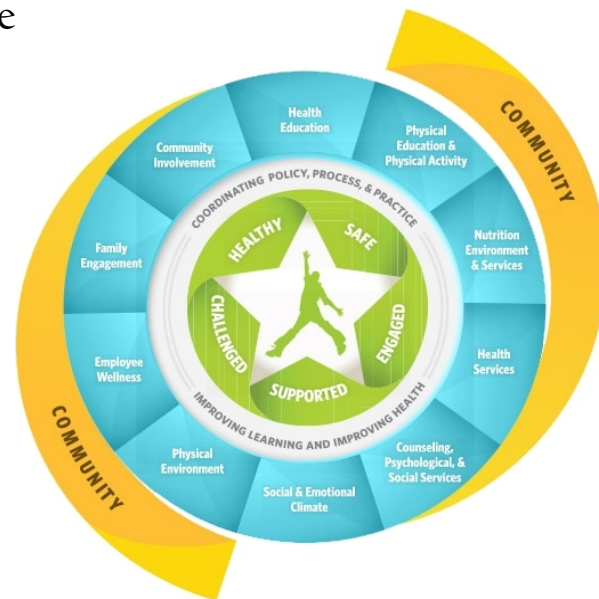 e
COMMUNITY
Health
Education
Physical
Education &
Physical Activity
Nutrition
Environment
& Services
Health
Services
Counseling,
Psychological, &
Social Services
Social & Emotional
Climate
Physical
Environment
Employee
Wellness
Family
Engagement
Community
Involvement
COORDINATING POLICY, PROCESS, & PRACTICE
IMPROVING LEARNING AND IMPROVING HEALTH
HEALTHY
SAFE
ENGAGED
SUPPORTED
CHALLENGED
COMMUNITY